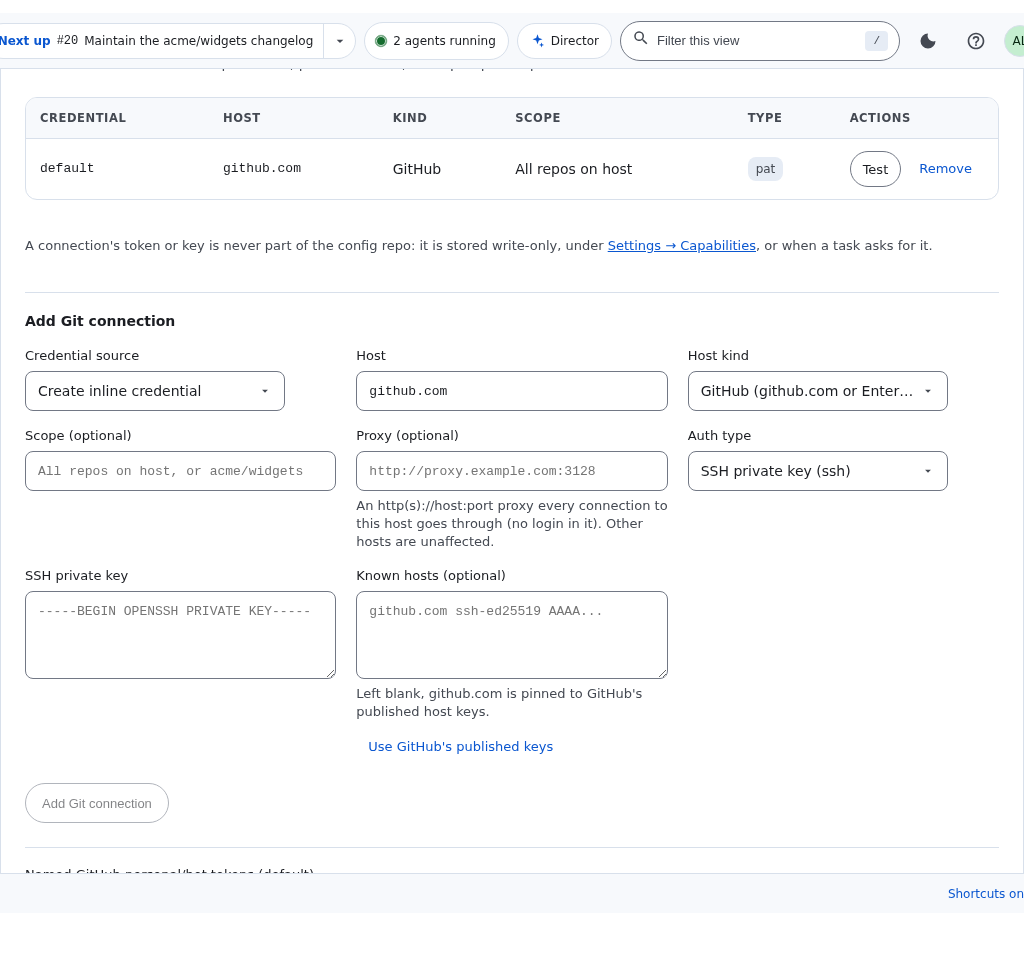 Next up #20 Maintain the acme/widgets changelog
2 agents running
Director
Filter this view
/
AL
CREDENTIAL HOST KIND SCOPE TYPE ACTIONS
default github.com GitHub All repos on host pat Test Remove
A connection's token or key is never part of the config repo: it is stored write-only, under Settings → Capabilities, or when a task asks for it.
Add Git connection
Credential source Host Host kind
Create inline credential github.com GitHub (github.com or Enter…
Scope (optional) Proxy (optional) Auth type
All repos on host, or acme/widgets http://proxy.example.com:3128 SSH private key (ssh)
An http(s)://host:port proxy every connection to
this host goes through (no login in it). Other
hosts are unaffected.
SSH private key Known hosts (optional)
-----BEGIN OPENSSH PRIVATE KEY----- github.com ssh-ed25519 AAAA...
Left blank, github.com is pinned to GitHub's
published host keys.
Use GitHub's published keys
Add Git connection
Named GitHub personal/bot tokens (default)
Shortcuts on